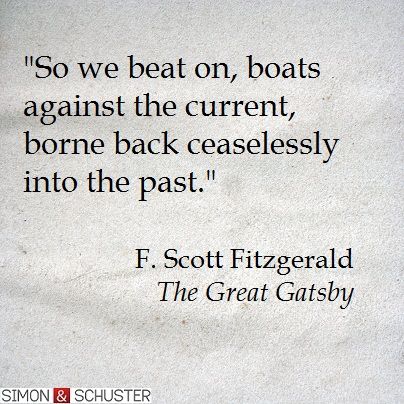 "So we beat on, boats
against the current,
borne back ceaselessly
into the past."
F. Scott Fitzgerald
The Great Gatsby
SIMON & SCHUSTER